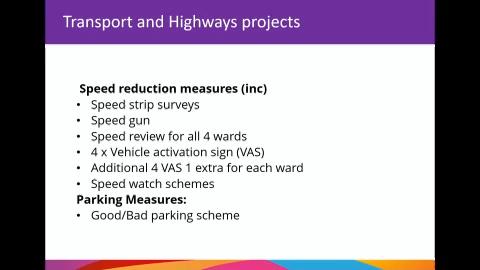 Transport and Highways projects
Speed reduction measures (inc)
• Speed strip surveys
• Speed gun
• Speed review for all 4 wards
• 4 x Vehicle activation sign (VAS)
• Additional 4 VAS 1 extra for each ward
• Speed watch schemes
Parking Measures:
• Good/Bad parking scheme